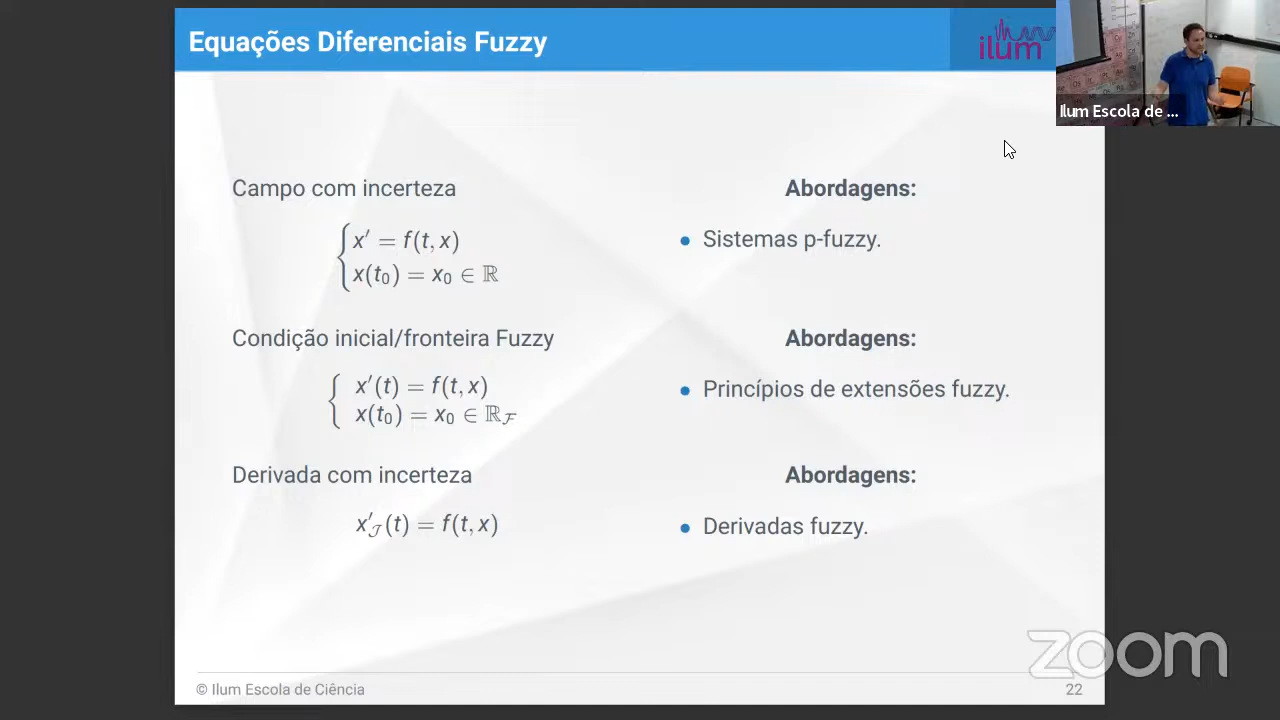 Equações Diferenciais Fuzzy
ilum
Ilum Escola de ...
Campo com incerteza
Abordagens:
x′ = f(t, x)
x(t₀) = x₀ ∈ ℝ
• Sistemas p-fuzzy.
Condição inicial/fronteira Fuzzy
Abordagens:
x′(t) = f(t, x)
x(t₀) = x₀ ∈ ℝ_ℱ
• Princípios de extensões fuzzy.
Derivada com incerteza
Abordagens:
x′_𝒥(t) = f(t, x)
• Derivadas fuzzy.
zoom
© Ilum Escola de Ciência
22